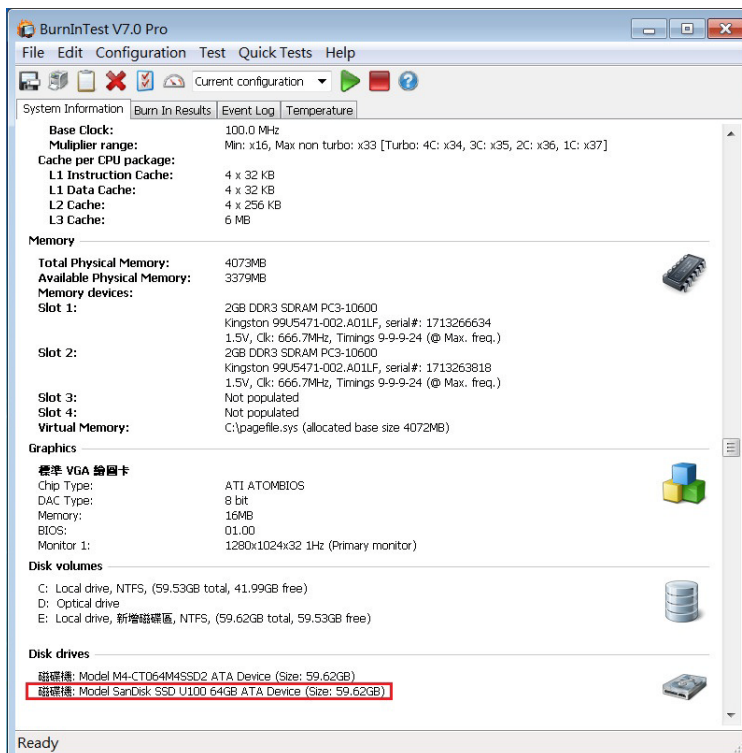 BurnInTest V7.0 Pro
File Edit Configuration Test Quick Tests Help
Current configuration
System Information Burn In Results Event Log Temperature
Base Clock: 100.0 MHz
Muliplier range: Min: x16, Max non turbo: x33 [Turbo: 4C: x34, 3C: x35, 2C: x36, 1C: x37]
Cache per CPU package:
L1 Instruction Cache: 4 x 32 KB
L1 Data Cache: 4 x 32 KB
L2 Cache: 4 x 256 KB
L3 Cache: 6 MB
Memory
Total Physical Memory: 4073MB
Available Physical Memory: 3379MB
Memory devices:
Slot 1: 2GB DDR3 SDRAM PC3-10600
Kingston 99U5471-002.A01LF, serial#: 1713266634
1.5V, Clk: 666.7MHz, Timings 9-9-9-24 (@ Max. freq.)
Slot 2: 2GB DDR3 SDRAM PC3-10600
Kingston 99U5471-002.A01LF, serial#: 1713263818
1.5V, Clk: 666.7MHz, Timings 9-9-9-24 (@ Max. freq.)
Slot 3: Not populated
Slot 4: Not populated
Virtual Memory: C:\pagefile.sys (allocated base size 4072MB)
Graphics
標準 VGA 繪圖卡
Chip Type: ATI ATOMBIOS
DAC Type: 8 bit
Memory: 16MB
BIOS: 01.00
Monitor 1: 1280x1024x32 1Hz (Primary monitor)
Disk volumes
C: Local drive, NTFS, (59.53GB total, 41.99GB free)
D: Optical drive
E: Local drive, 新增磁碟區, NTFS, (59.62GB total, 59.53GB free)
Disk drives
磁碟機: Model M4-CT064M4SSD2 ATA Device (Size: 59.62GB)
磁碟機: Model SanDisk SSD U100 64GB ATA Device (Size: 59.62GB)
Ready